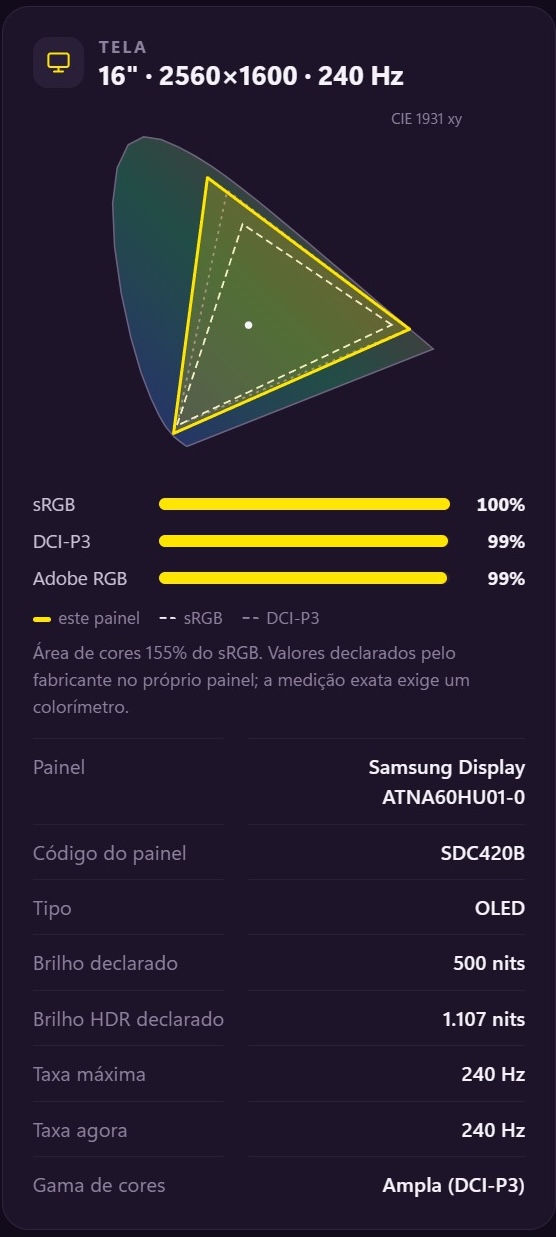 TELA
16" · 2560×1600 · 240 Hz
CIE 1931 xy
sRGB 100%
DCI-P3 99%
Adobe RGB 99%
este painel -- sRGB -- DCI-P3
Área de cores 155% do sRGB. Valores declarados pelo
fabricante no próprio painel; a medição exata exige um
colorímetro.
Painel Samsung Display
ATNA60HU01-0
Código do painel SDC420B
Tipo OLED
Brilho declarado 500 nits
Brilho HDR declarado 1.107 nits
Taxa máxima 240 Hz
Taxa agora 240 Hz
Gama de cores Ampla (DCI-P3)